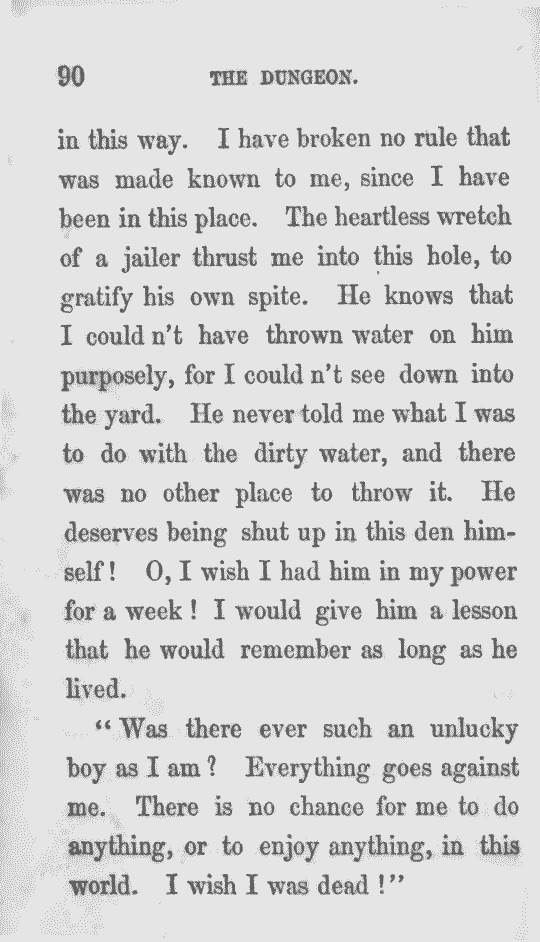 90 THE DUNGEON.
in this way. I have broken no rule that
was made known to me, since I have
been in this place. The heartless wretch
of a jailer thrust me into this hole, to
gratify his own spite. He knows that
I could n't have thrown water on him
purposely, for I could n't see down into
the yard. He never told me what I was
to do with the dirty water, and there
was no other place to throw it. He
deserves being shut up in this den him-
self! O, I wish I had him in my power
for a week! I would give him a lesson
that he would remember as long as he
lived.
"Was there ever such an unlucky
boy as I am? Everything goes against
me. There is no chance for me to do
anything, or to enjoy anything, in this
world. I wish I was dead!"